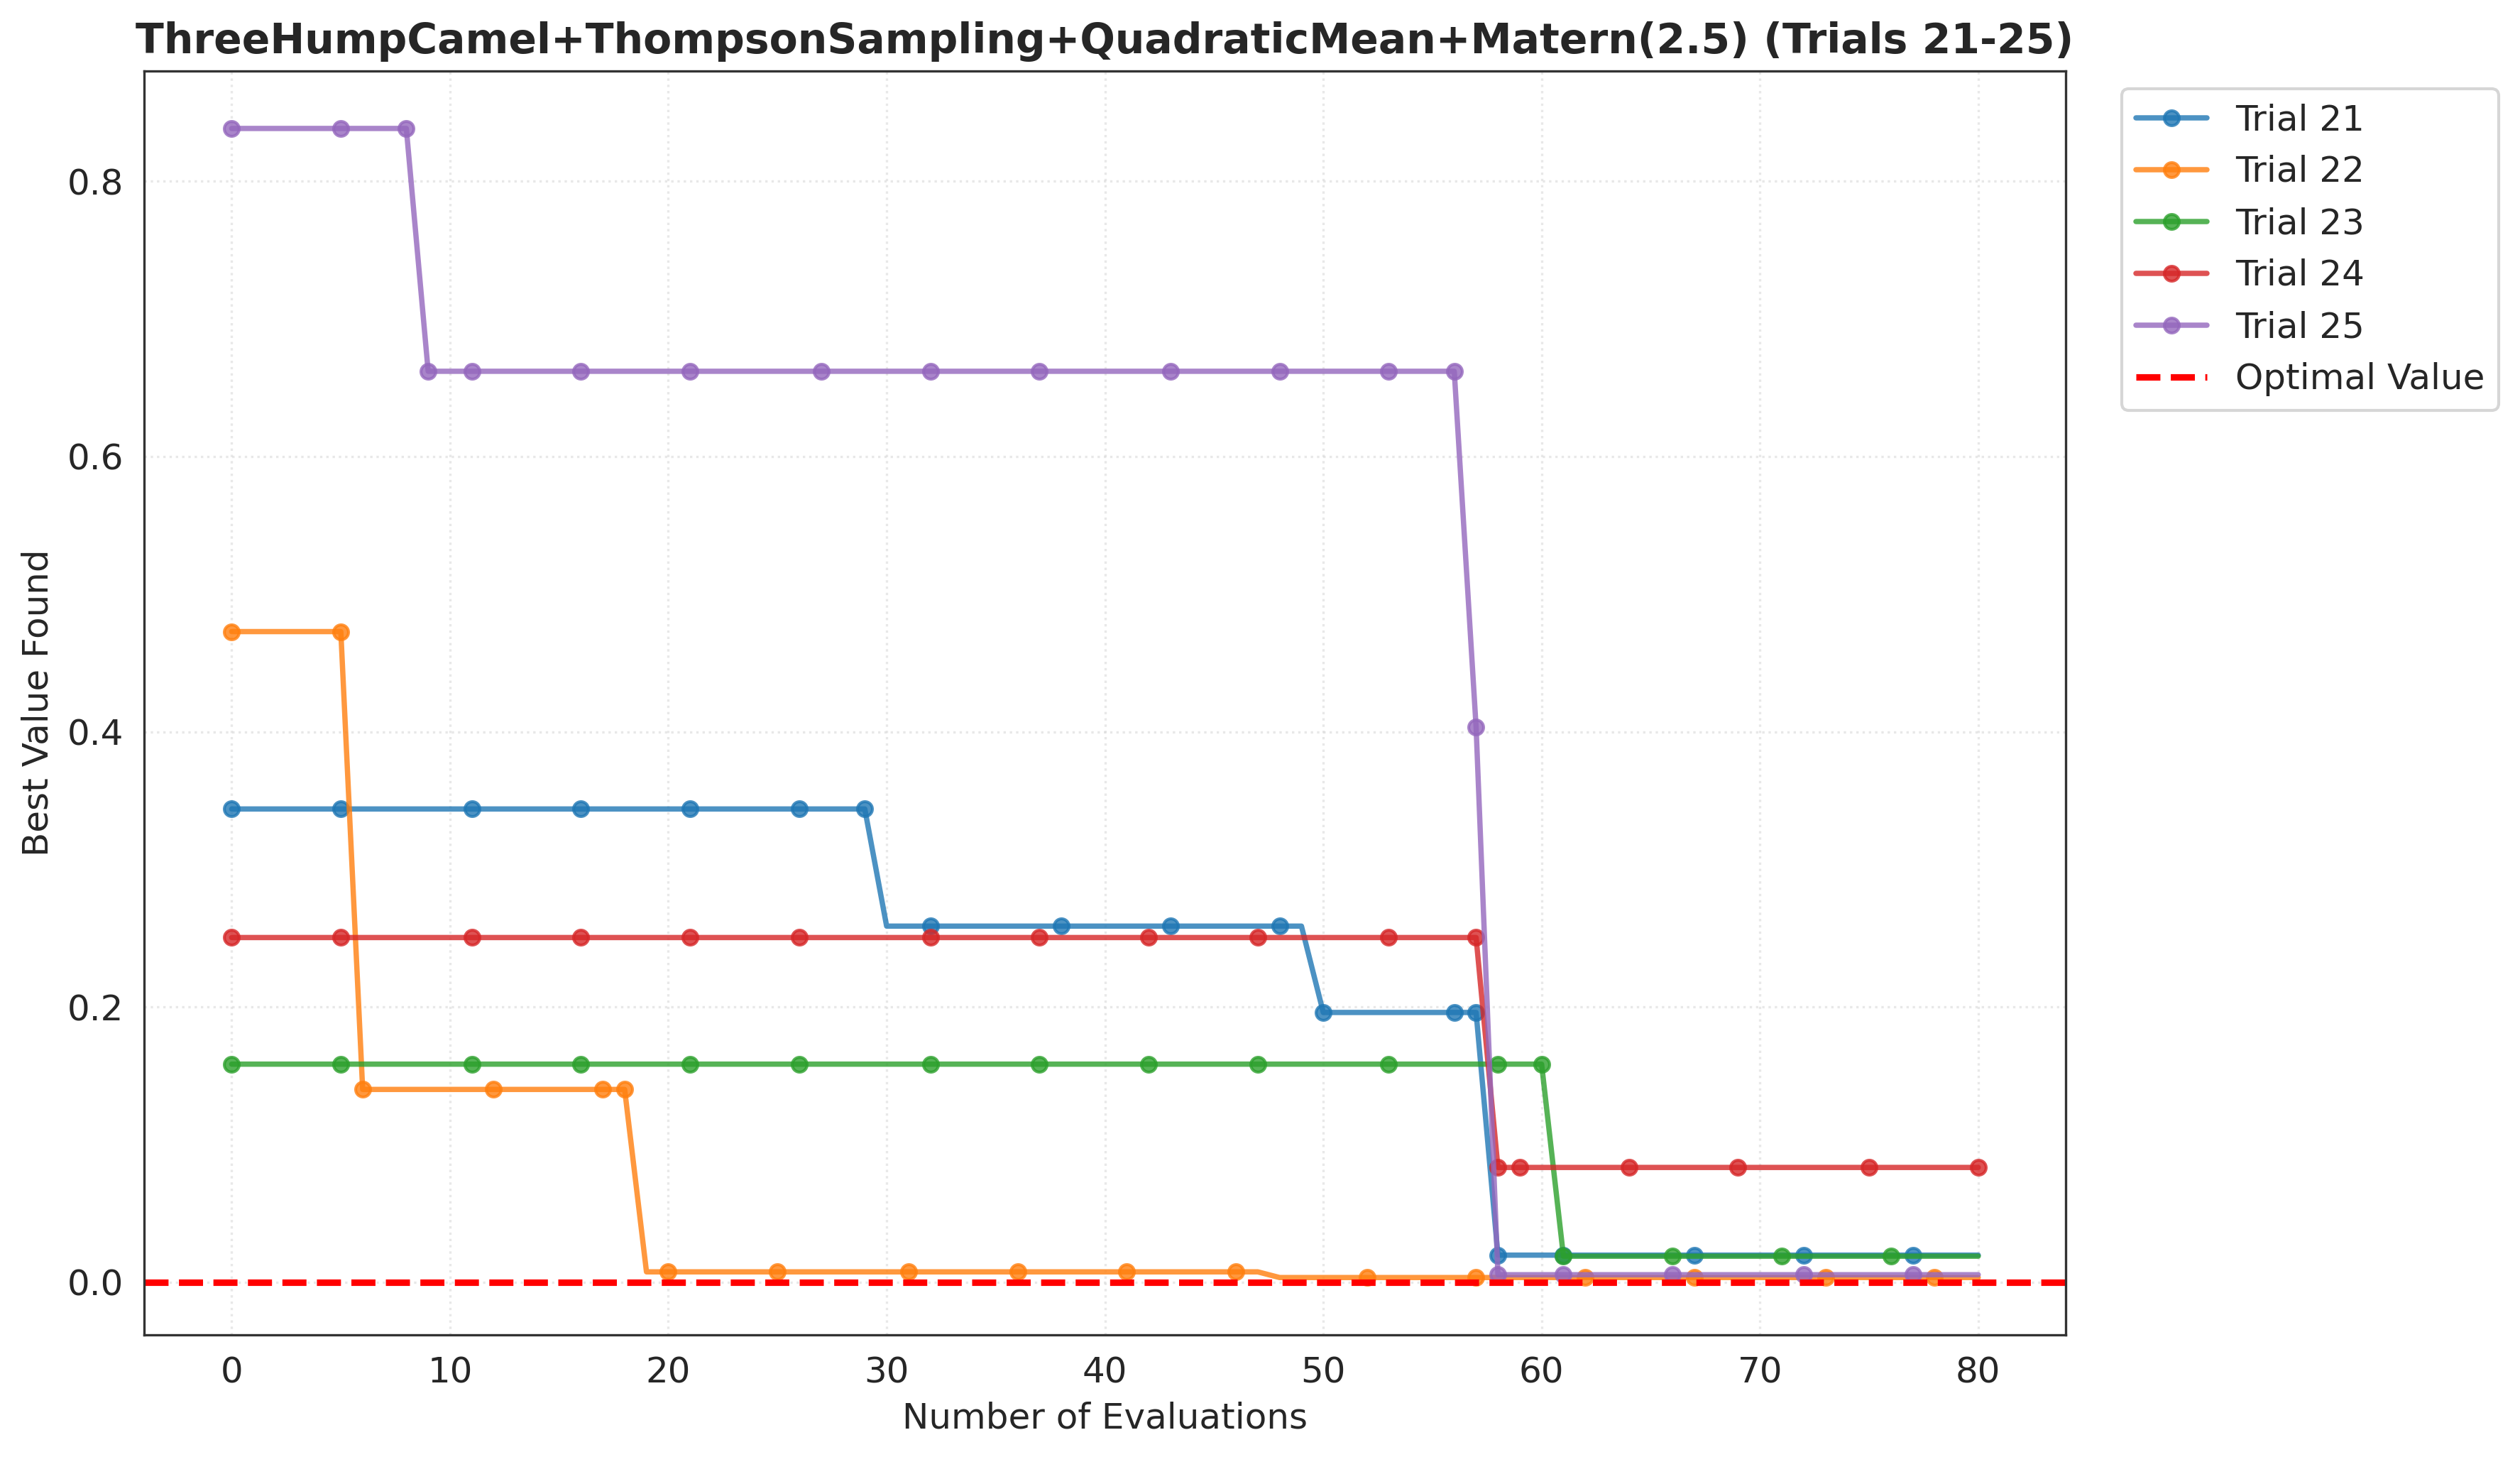 ThreeHumpCamel+ThompsonSampling+QuadraticMean+Matern(2.5) (Trials 21-25)
Best Value Found
0.8
0.6
0.4
0.2
0.0
0 10 20 30 40 50 60 70 80
Number of Evaluations
Trial 21
Trial 22
Trial 23
Trial 24
Trial 25
Optimal Value